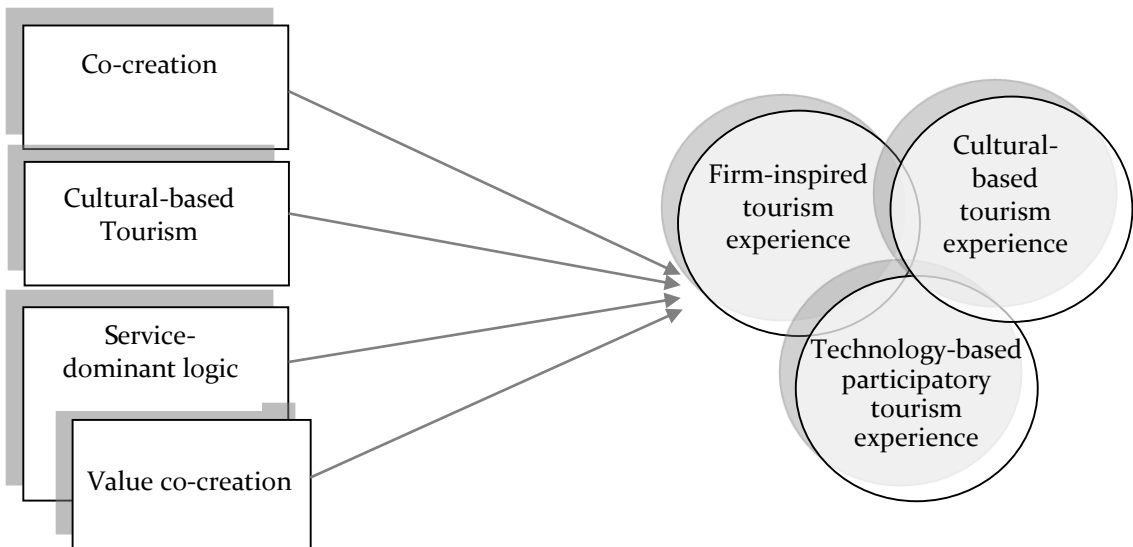 Co-creation
Cultural-based
Tourism
Service-
dominant logic
Value co-creation
Firm-inspired
tourism
experience
Cultural-
based
tourism
experience
Technology-based
participatory
tourism
experience